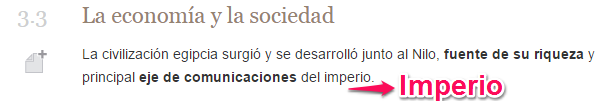 3.3 La economía y la sociedad
La civilización egipcia surgió y se desarrolló junto al Nilo, fuente de su riqueza y
principal eje de comunicaciones del imperio. Imperio